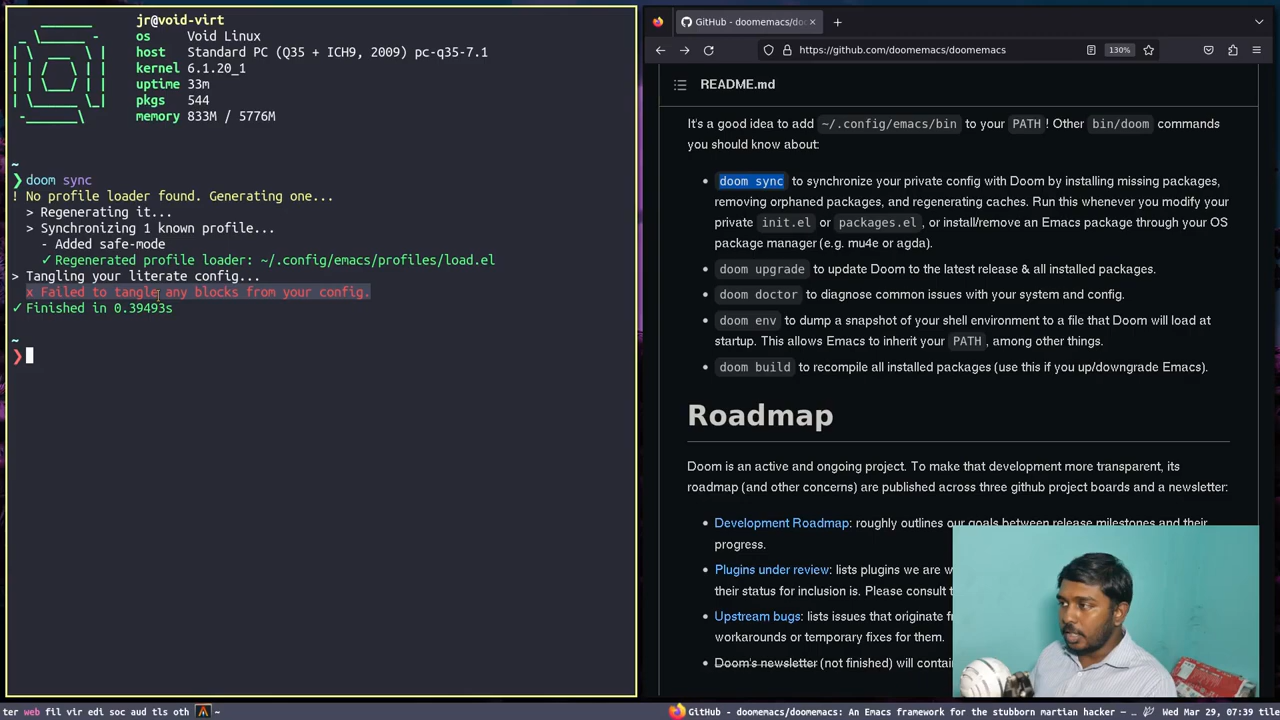 jr@void-virt
os Void Linux
host Standard PC (Q35 + ICH9, 2009) pc-q35-7.1
kernel 6.1.20_1
uptime 33m
pkgs 544
memory 833M / 5776M
~
❯ doom sync
! No profile loader found. Generating one...
> Regenerating it...
> Synchronizing 1 known profile...
- Added safe-mode
✓ Regenerated profile loader: ~/.config/emacs/profiles/load.el
> Tangling your literate config...
x Failed to tangle any blocks from your config.
✓ Finished in 0.39493s
~
❯
GitHub - doomemacs/doo
https://github.com/doomemacs/doomemacs
130%
README.md
It's a good idea to add ~/.config/emacs/bin to your PATH! Other bin/doom commands
you should know about:
• doom sync to synchronize your private config with Doom by installing missing packages,
removing orphaned packages, and regenerating caches. Run this whenever you modify your
private init.el or packages.el, or install/remove an Emacs package through your OS
package manager (e.g. mu4e or agda).
• doom upgrade to update Doom to the latest release & all installed packages.
• doom doctor to diagnose common issues with your system and config.
• doom env to dump a snapshot of your shell environment to a file that Doom will load at
startup. This allows Emacs to inherit your PATH, among other things.
• doom build to recompile all installed packages (use this if you up/downgrade Emacs).
Roadmap
Doom is an active and ongoing project. To make that development more transparent, its
roadmap (and other concerns) are published across three github project boards and a newsletter:
• Development Roadmap: roughly outlines our goals between release milestones and their
progress.
• Plugins under review: lists plugins we are w
their status for inclusion is. Please consult t
• Upstream bugs: lists issues that originate f
workarounds or temporary fixes for them.
• Doom's newsletter (not finished) will contai
ter web fil vir edi soc aud tls oth ~
GitHub - doomemacs/doomemacs: An Emacs framework for the stubborn martian hacker — … Wed Mar 29, 07:39 tile